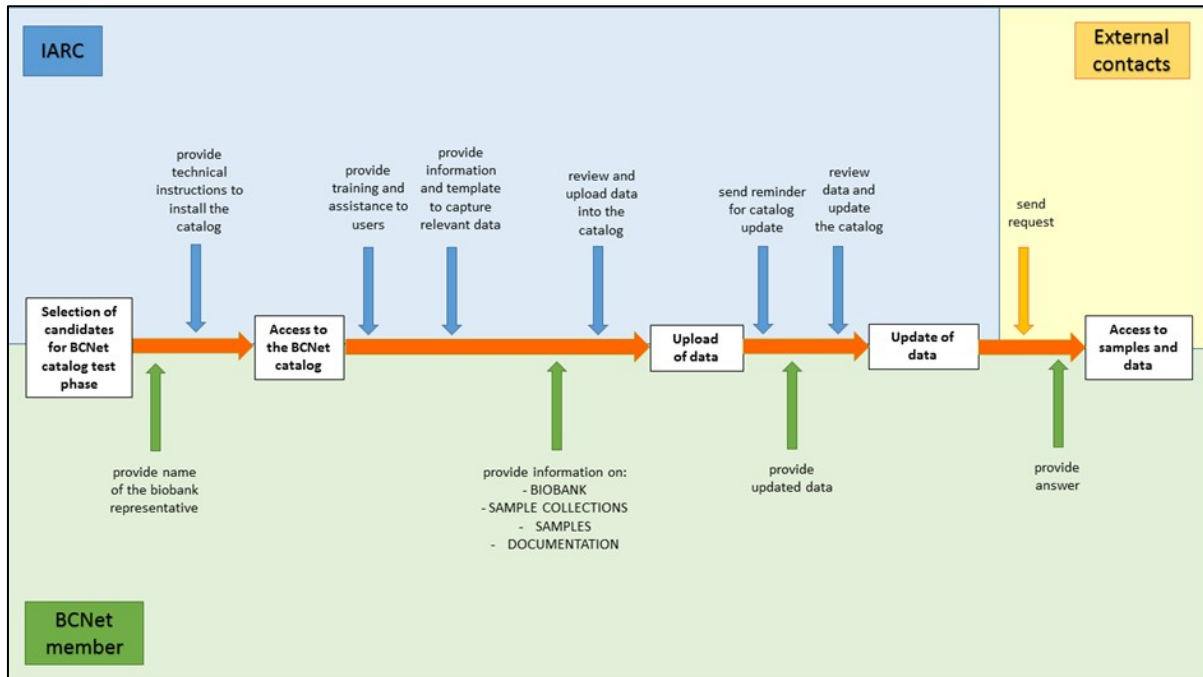 IARC
External
contacts
provide
technical
instructions to
install the
catalog
provide
training and
assistance to
users
provide
information
and template
to capture
relevant data
review and
upload data
into the
catalog
send reminder
for catalog
update
review
data and
update
the catalog
send
request
Selection of
candidates
for BCNet
catalog test
phase
Access to
the BCNet
catalog
Upload
of data
Update of
data
Access to
samples and
data
provide name
of the biobank
representative
provide information on:
- BIOBANK
- SAMPLE COLLECTIONS
- SAMPLES
- DOCUMENTATION
provide
updated data
provide
answer
BCNet
member